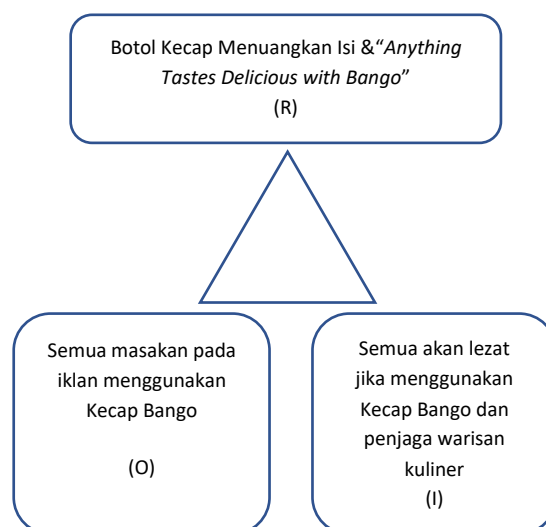 Botol Kecap Menuangkan Isi &“Anything
Tastes Delicious with Bango”
(R)
Semua masakan pada
iklan menggunakan
Kecap Bango
(O)
Semua akan lezat
jika menggunakan
Kecap Bango dan
penjaga warisan
kuliner
(I)